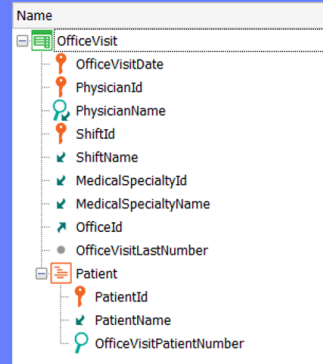 Name
OfficeVisit
OfficeVisitDate
PhysicianId
PhysicianName
ShiftId
ShiftName
MedicalSpecialtyId
MedicalSpecialtyName
OfficeId
OfficeVisitLastNumber
Patient
PatientId
PatientName
OfficeVisitPatientNumber